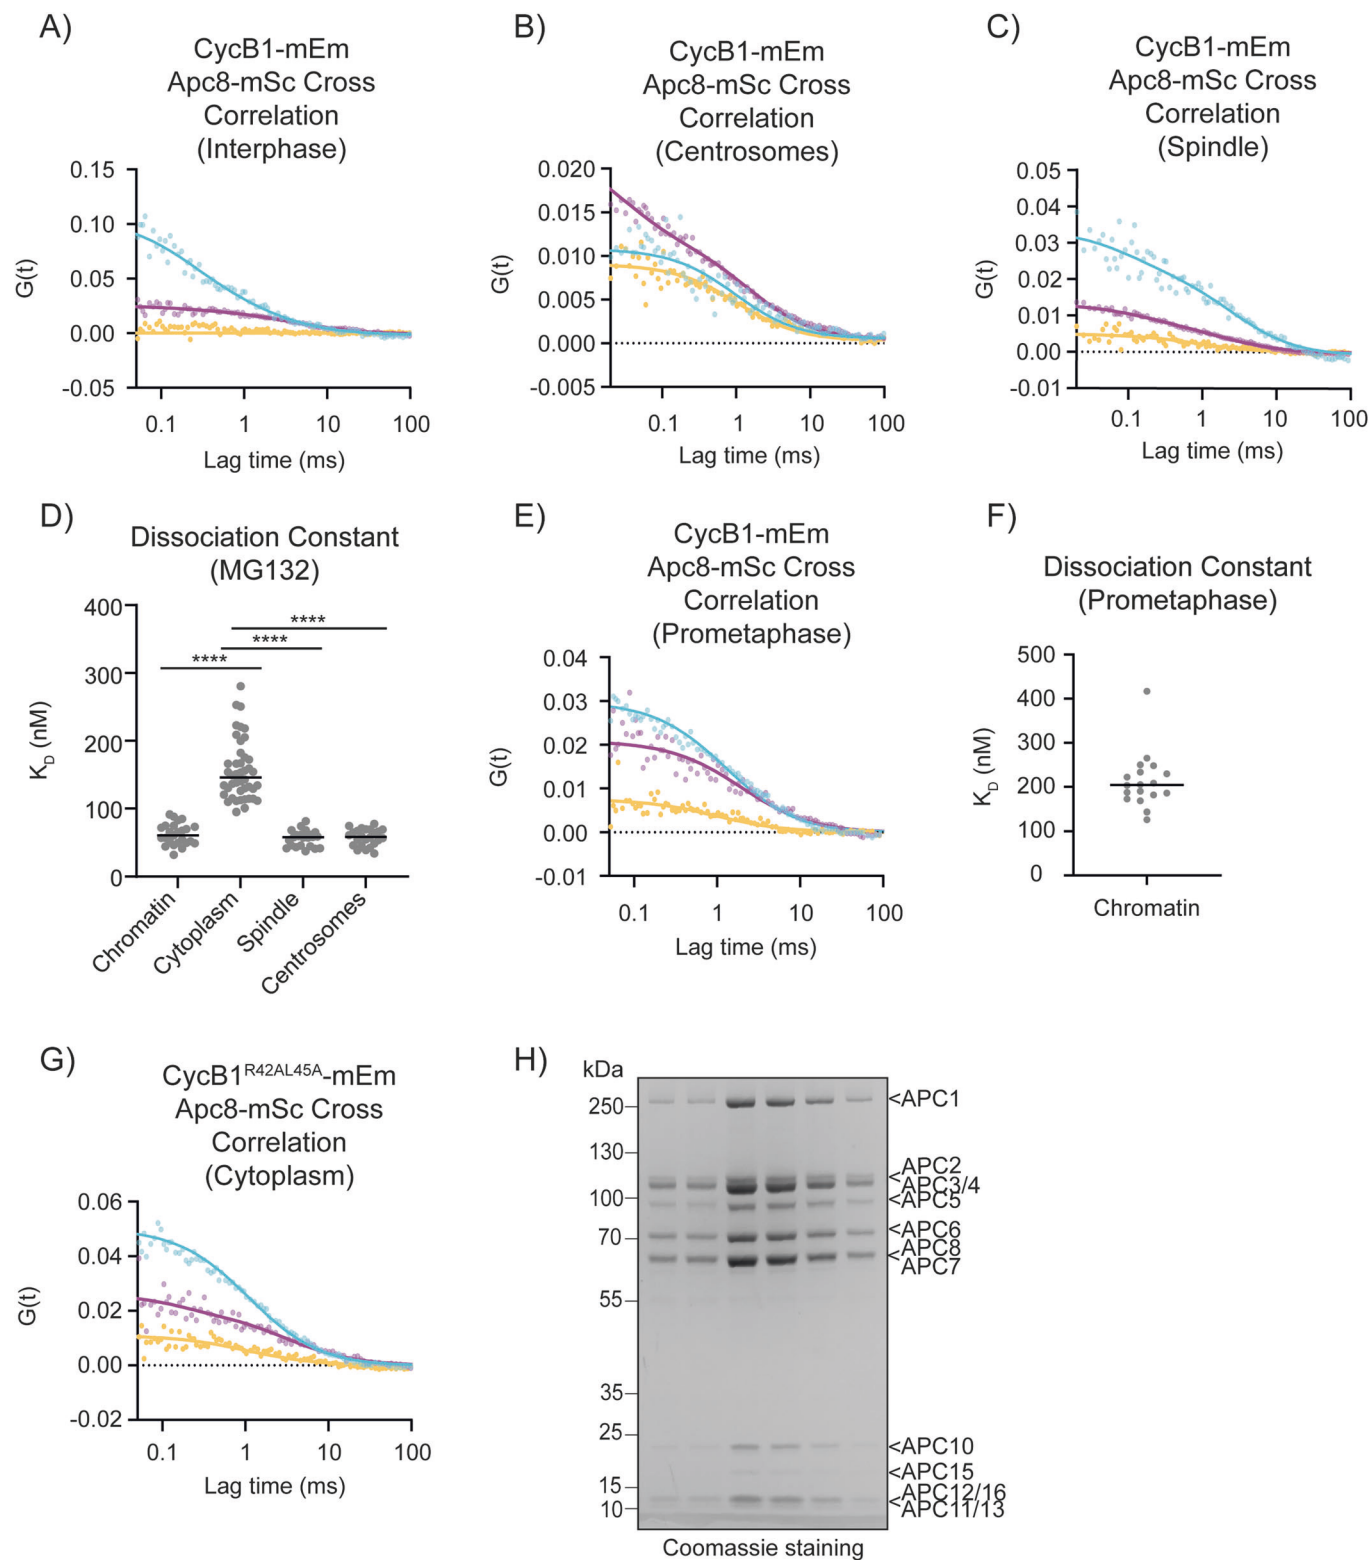 A)
CycB1-mEm
Apc8-mSc Cross
Correlation
(Interphase)
0.15
0.10
0.05
0.00
-0.05
G(t)
0.1 1 10 100
Lag time (ms)
B)
CycB1-mEm
Apc8-mSc Cross
Correlation
(Centrosomes)
0.020
0.015
0.010
0.005
0.000
-0.005
G(t)
0.1 1 10 100
Lag time (ms)
C)
CycB1-mEm
Apc8-mSc Cross
Correlation
(Spindle)
0.05
0.04
0.03
0.02
0.01
0.00
-0.01
G(t)
0.1 1 10 100
Lag time (ms)
D)
Dissociation Constant
(MG132)
400
300
200
100
0
K_D (nM)
****
****
****
Chromatin
Cytoplasm
Spindle
Centrosomes
E)
CycB1-mEm
Apc8-mSc Cross
Correlation
(Prometaphase)
0.04
0.03
0.02
0.01
0.00
-0.01
G(t)
0.1 1 10 100
Lag time (ms)
F)
Dissociation Constant
(Prometaphase)
500
400
300
200
100
0
K_D (nM)
Chromatin
G)
CycB1^R42AL45A-mEm
Apc8-mSc Cross
Correlation
(Cytoplasm)
0.06
0.04
0.02
0.00
-0.02
G(t)
0.1 1 10 100
Lag time (ms)
H)
kDa
250
130
100
70
55
35
25
15
10
<APC1
<APC2
APC3/4
<APC5
<APC6
<APC8
APC7
<APC10
<APC15
<APC12/16
APC11/13
Coomassie staining